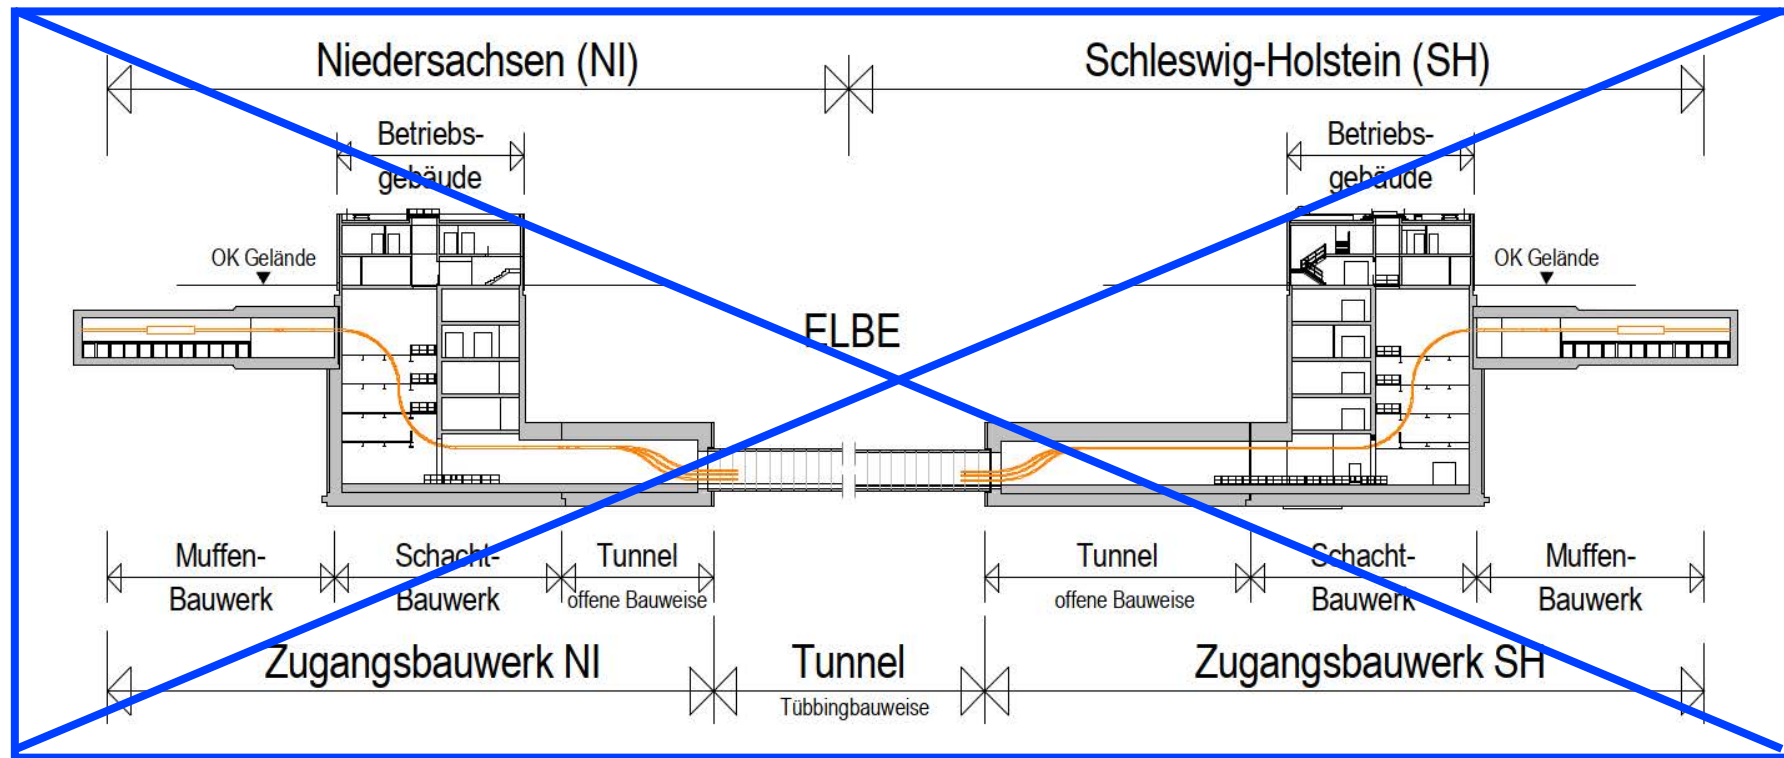 Niedersachsen (NI)
Schleswig-Holstein (SH)
Betriebs-
gebäude
Betriebs-
gebäude
OK Gelände
OK Gelände
ELBE
Muffen-
Bauwerk
Schacht-
Bauwerk
Tunnel
offene Bauweise
Tunnel
offene Bauweise
Schacht-
Bauwerk
Muffen-
Bauwerk
Zugangsbauwerk NI
Tunnel
Tübbingbauweise
Zugangsbauwerk SH